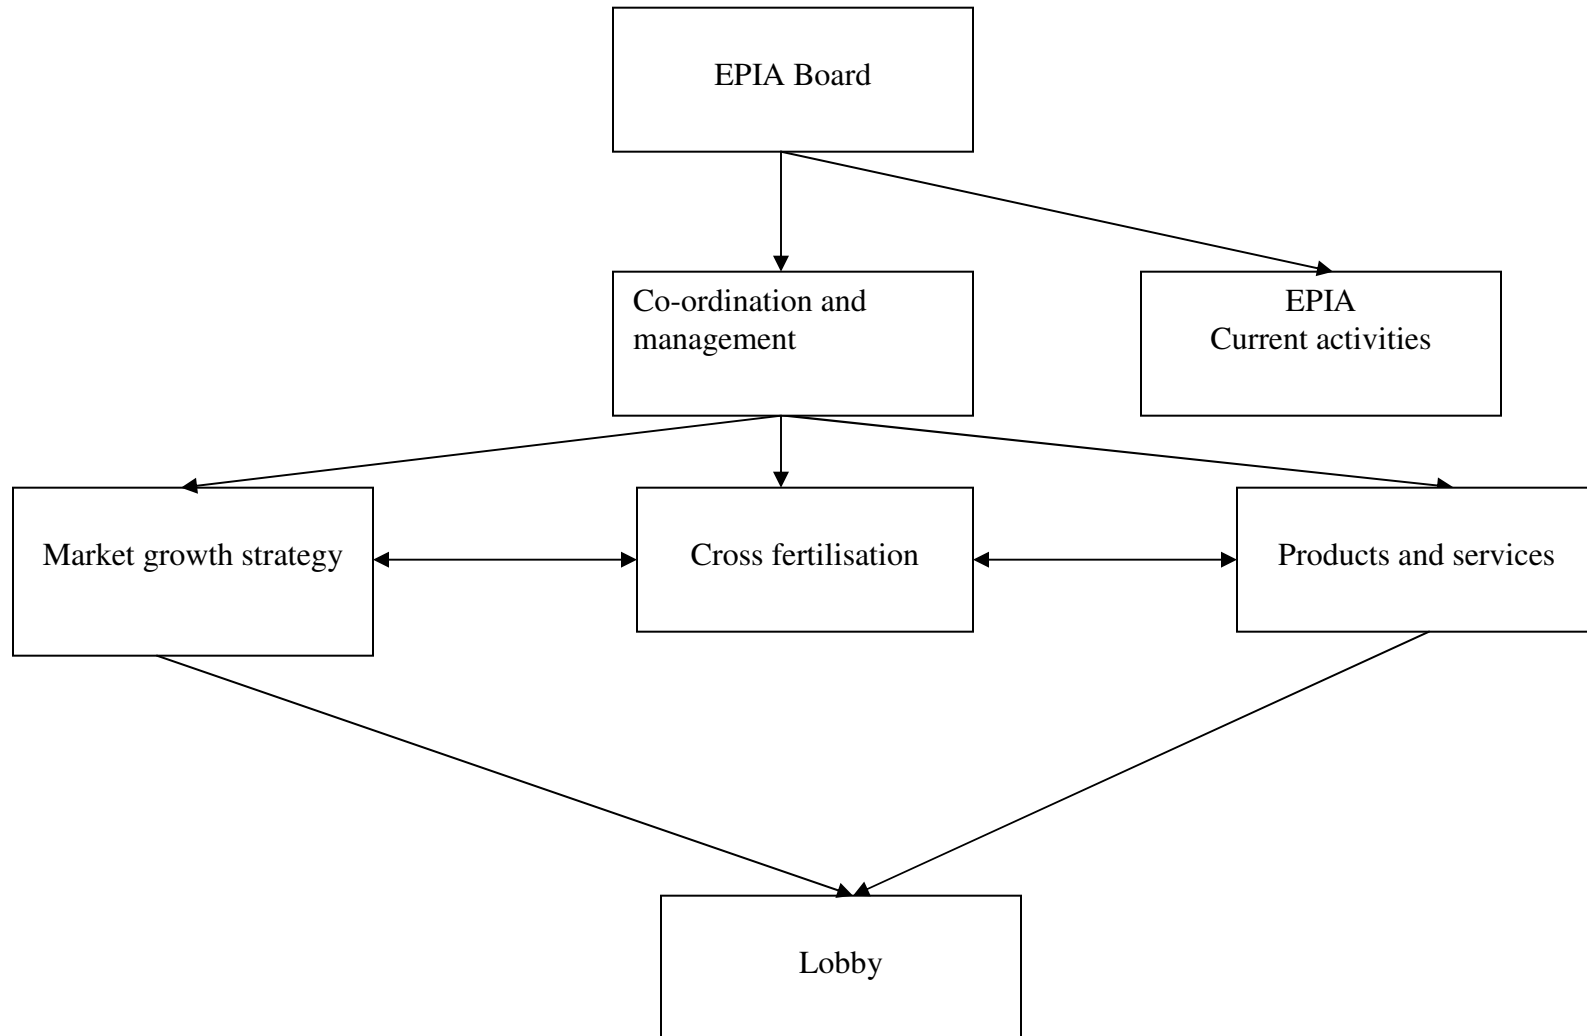 EPIA Board
Co-ordination and
management
EPIA
Current activities
Market growth strategy
Cross fertilisation
Products and services
Lobby